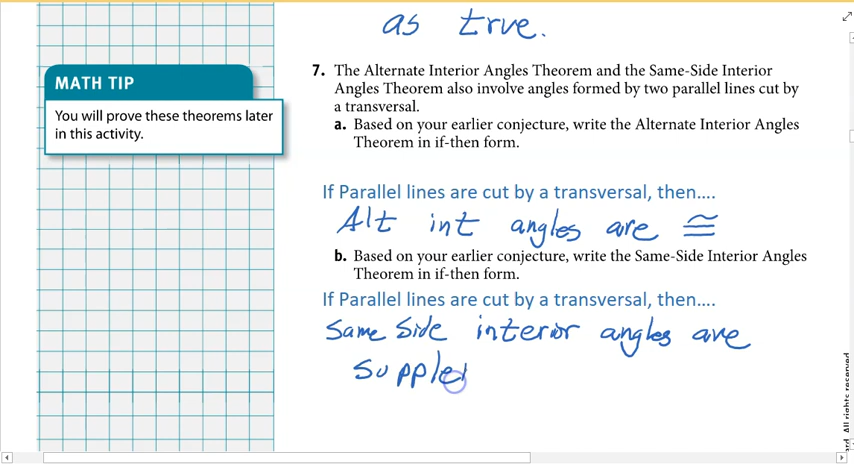 as true.
MATH TIP
You will prove these theorems later
in this activity.
7. The Alternate Interior Angles Theorem and the Same-Side Interior
Angles Theorem also involve angles formed by two parallel lines cut by
a transversal.
a. Based on your earlier conjecture, write the Alternate Interior Angles
Theorem in if-then form.
If Parallel lines are cut by a transversal, then....
Alt int angles are ≅
b. Based on your earlier conjecture, write the Same-Side Interior Angles
Theorem in if-then form.
If Parallel lines are cut by a transversal, then....
Same Side interior angles are
supple
rd. All rights reserved